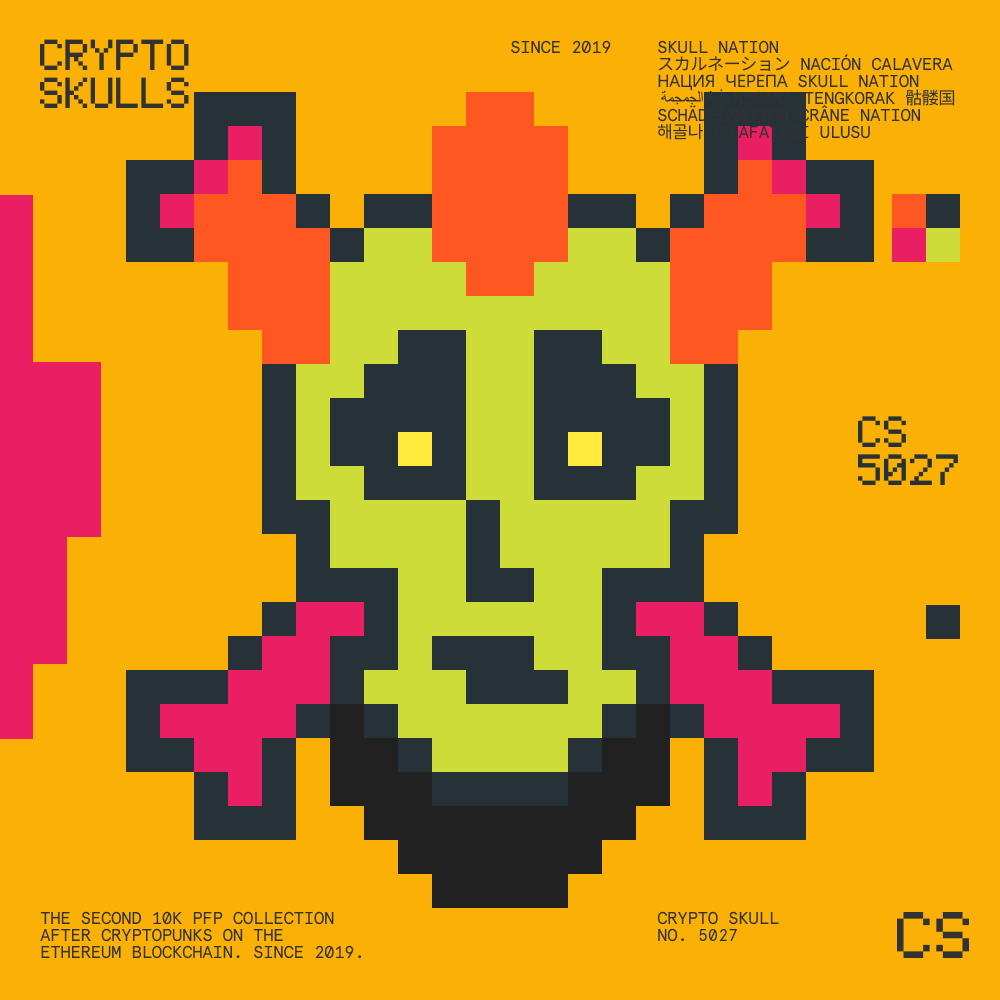 CRYPTO
SKULLS
SINCE 2019
SKULL NATION
スカルネーション NACIÓN CALAVERA
НАЦИЯ ЧЕРЕПА SKULL NATION
الجمجمة TENGKORAK 骷髅国
CRÂNE NATION
해골 ULUSU
CS
5027
THE SECOND 10K PFP COLLECTION
AFTER CRYPTOPUNKS ON THE
ETHEREUM BLOCKCHAIN. SINCE 2019.
CRYPTO SKULL
NO. 5027
CS